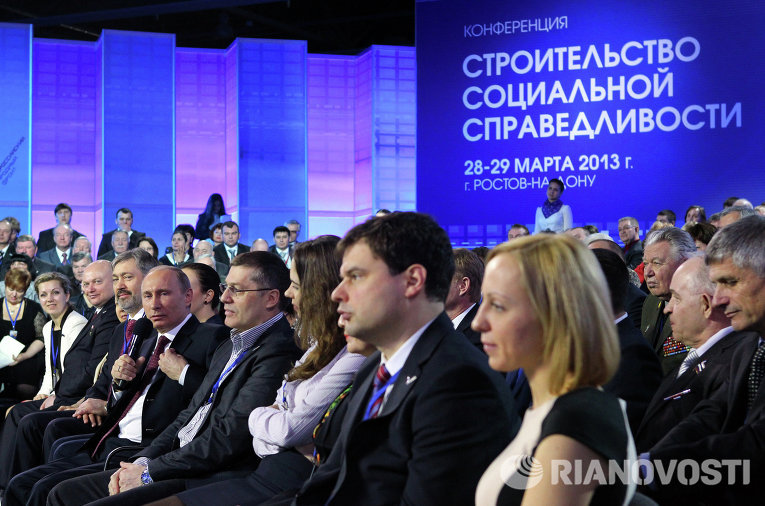 КОНФЕРЕНЦИЯ
СТРОИТЕЛЬСТВО
СОЦИАЛЬНОЙ
СПРАВЕДЛИВОСТИ
28-29 МАРТА 2013 г.
г. РОСТОВ-НА-ДОНУ
RIANOVOSTI